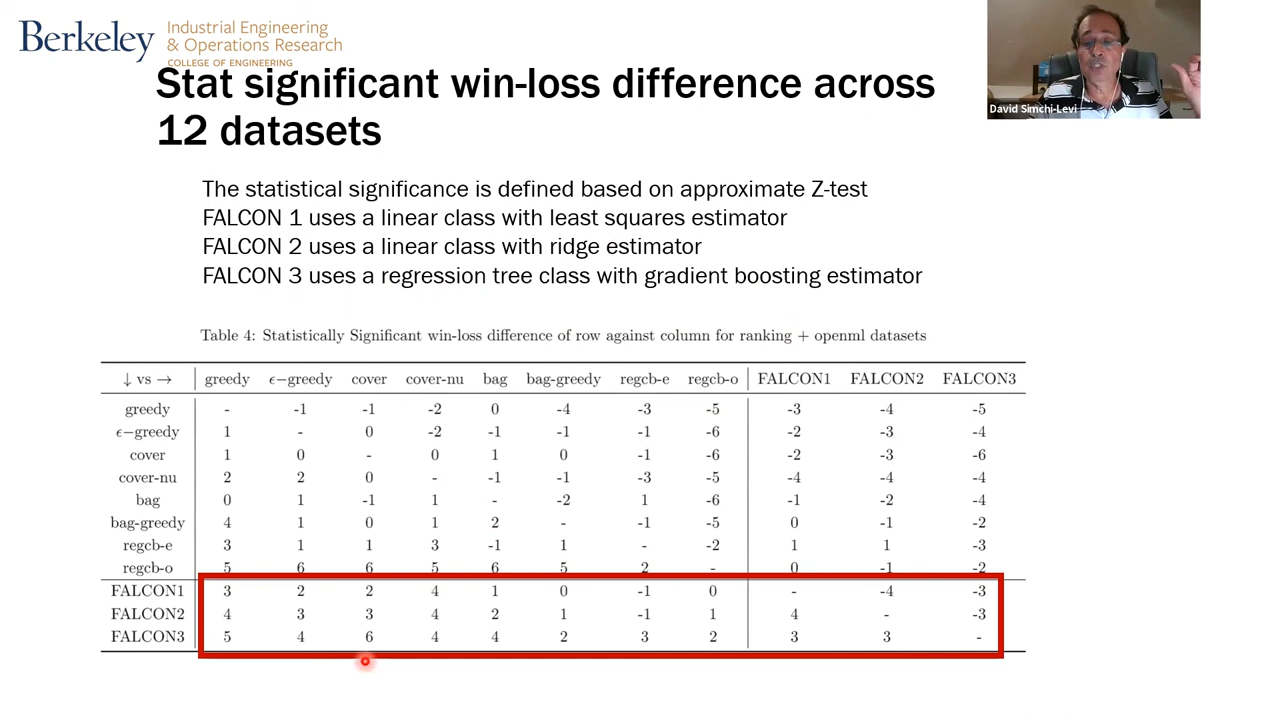 Berkeley
Industrial Engineering
& Operations Research
COLLEGE OF ENGINEERING
David Simchi-Levi
Stat significant win-loss difference across
12 datasets
The statistical significance is defined based on approximate Z-test
FALCON 1 uses a linear class with least squares estimator
FALCON 2 uses a linear class with ridge estimator
FALCON 3 uses a regression tree class with gradient boosting estimator
Table 4: Statistically Significant win-loss difference of row against column for ranking + openml datasets
↓ vs → greedy ϵ−greedy cover cover-nu bag bag-greedy regcb-e regcb-o FALCON1 FALCON2 FALCON3
greedy - -1 -1 -2 0 -4 -3 -5 -3 -4 -5
ϵ−greedy 1 - 0 -2 -1 -1 -1 -6 -2 -3 -4
cover 1 0 - 0 1 0 -1 -6 -2 -3 -6
cover-nu 2 2 0 - -1 -1 -3 -5 -4 -4 -4
bag 0 1 -1 1 - -2 1 -6 -1 -2 -4
bag-greedy 4 1 0 1 2 - -1 -5 0 -1 -2
regcb-e 3 1 1 3 -1 1 - -2 1 1 -3
regcb-o 5 6 6 5 6 5 2 - 0 -1 -2
FALCON1 3 2 2 4 1 0 -1 0 - -4 -3
FALCON2 4 3 3 4 2 1 -1 1 4 - -3
FALCON3 5 4 6 4 4 2 3 2 3 3 -